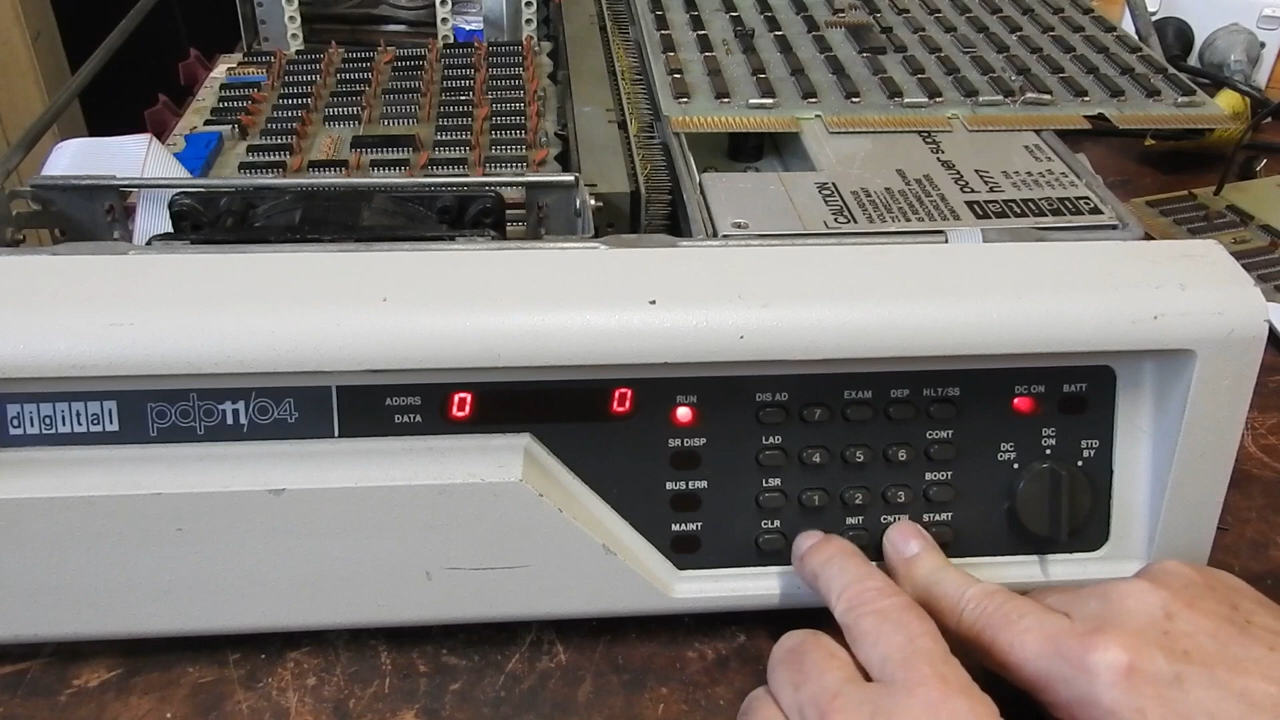 CAUTION
power supp
h777
digital
pdp11/04
ADDRS
DATA
0 0
RUN
SR DISP
BUS ERR
MAINT
DIS AD 7 EXAM DEP HLT/SS
LAD 4 5 6 CONT
LSR 1 2 3 BOOT
CLR INIT CNTRL START
DC ON BATT
DC OFF
DC ON
STD BY